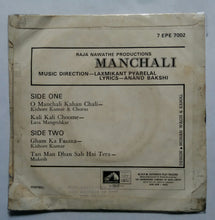 7 EPE 7002
RAJA NAWATHE PRODUCTIONS
MANCHALI
MUSIC DIRECTION—LAXMIKANT PYARELAL
LYRICS—ANAND BAKSHI
SIDE ONE
O Manchali Kahan Chali—
Kishore Kumar & Chorus
Kali Kali Choome—
Lata Mangeshkar
SIDE TWO
Gham Ka Fasana—
Kishore Kumar
Tan Man Dhan Sab Hai Tera—
Mukesh